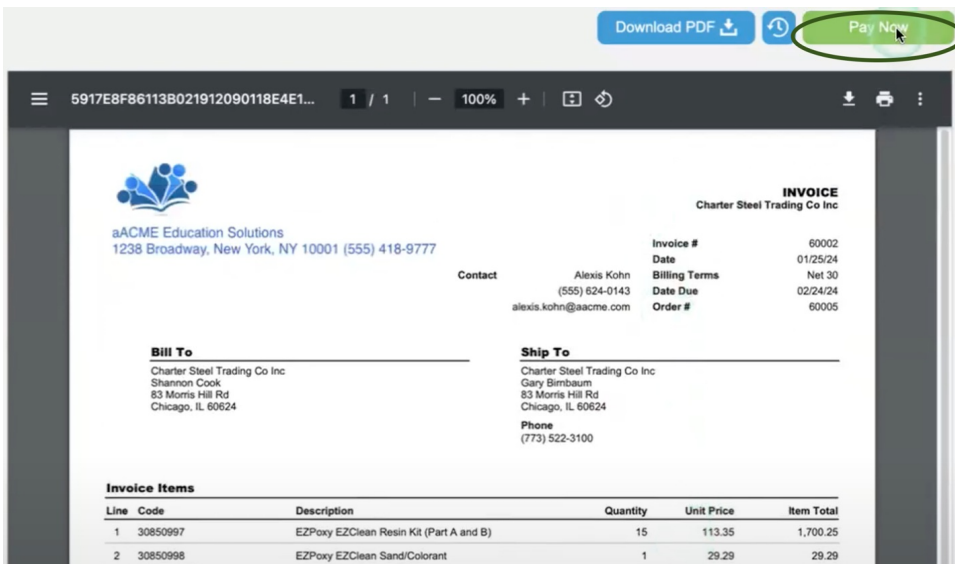 Download PDF
Pay Now
5917E8F86113B021912090118E4E1... 1 / 1 100%
INVOICE
Charter Steel Trading Co Inc
aACME Education Solutions
1238 Broadway, New York, NY 10001 (555) 418-9777
Invoice # 60002
Date 01/25/24
Contact Alexis Kohn Billing Terms Net 30
(555) 624-0143 Date Due 02/24/24
alexis.kohn@aacme.com Order # 60005
Bill To
Charter Steel Trading Co Inc
Shannon Cook
83 Morris Hill Rd
Chicago, IL 60624
Ship To
Charter Steel Trading Co Inc
Gary Birnbaum
83 Morris Hill Rd
Chicago, IL 60624
Phone
(773) 522-3100
Invoice Items
Line Code Description Quantity Unit Price Item Total
1 30850997 EZPoxy EZClean Resin Kit (Part A and B) 15 113.35 1,700.25
2 30850998 EZPoxy EZClean Sand/Colorant 1 29.29 29.29